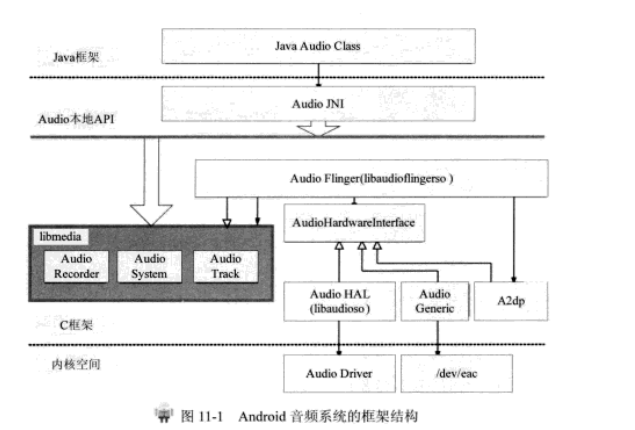 Java Audio Class
Java框架
Audio JNI
Audio本地API
Audio Flinger(libaudioflingerso )
AudioHardwareInterface
libmedia
Audio
Recorder
Audio
System
Audio
Track
Audio HAL
(libaudioso )
Audio
Generic
A2dp
C框架
内核空间
Audio Driver
/dev/eac
图 11-1 Android 音频系统的框架结构